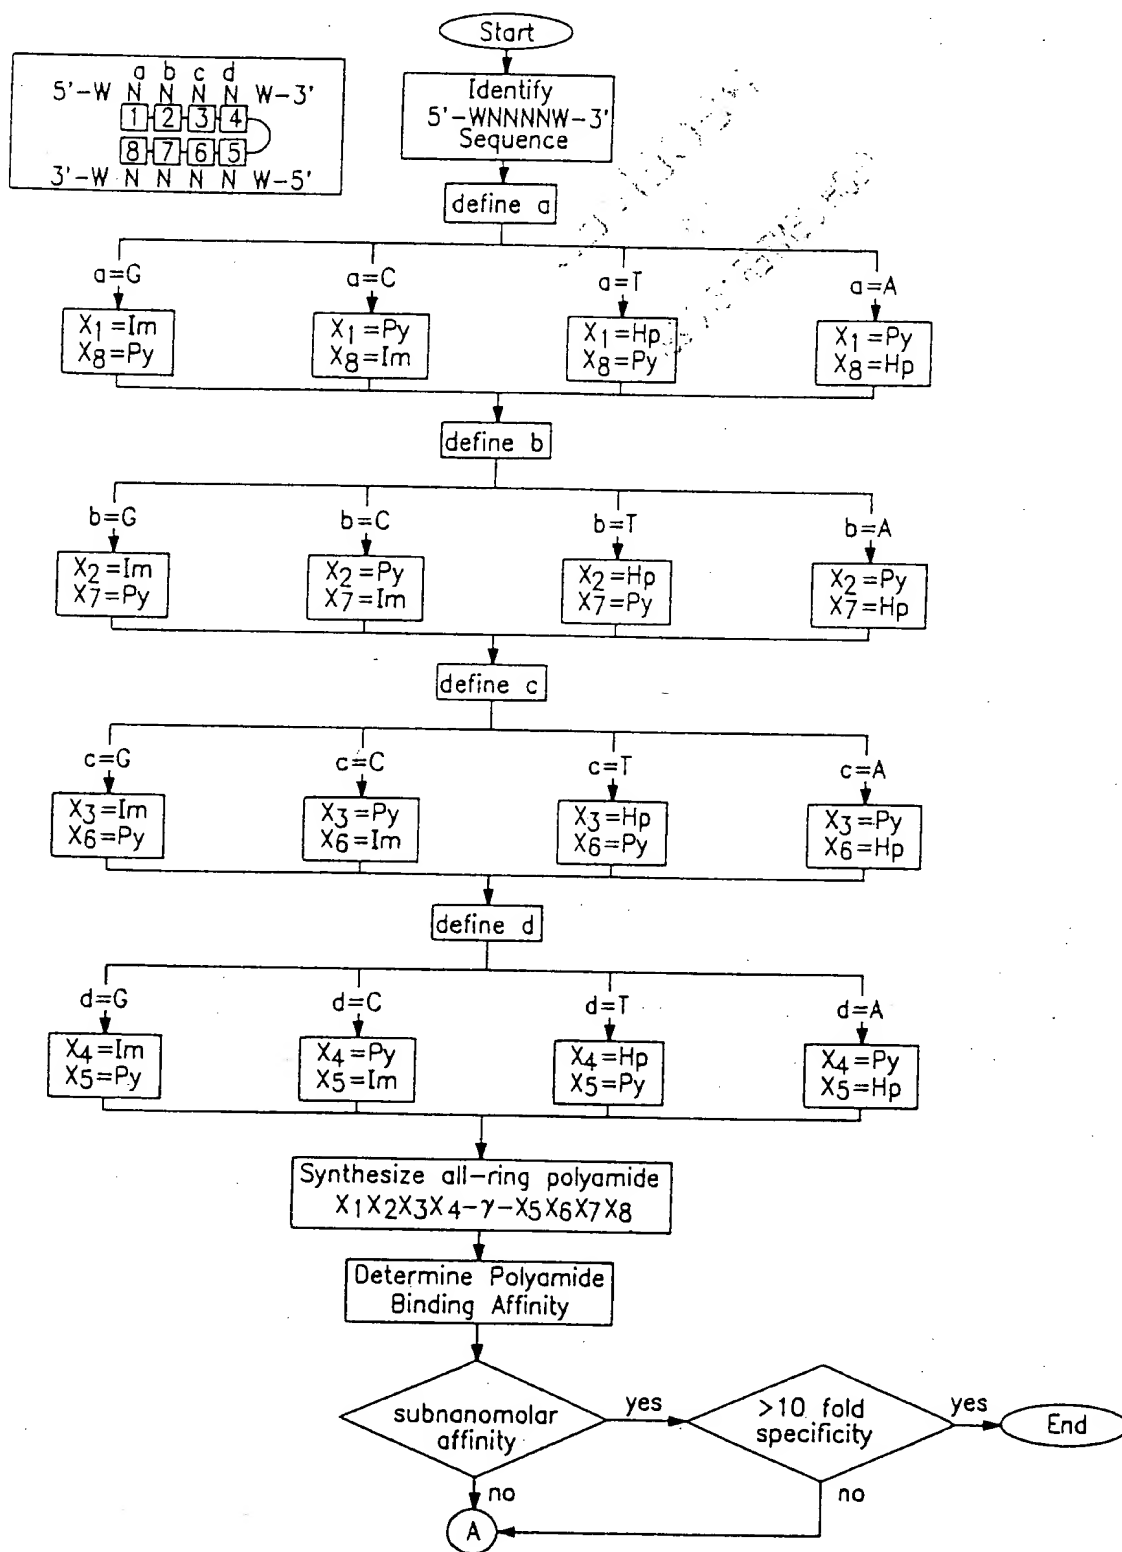 Start
a b c d
5'-W N N N N W-3'
1 2 3 4
8 7 6 5
3'-W N N N N W-5'
Identify
5'-WNNNNW-3'
Sequence
define a
a=G a=C a=T a=A
X1=Im X1=Py X1=Hp X1=Py
X8=Py X8=Im X8=Py X8=Hp
define b
b=G b=C b=T b=A
X2=Im X2=Py X2=Hp X2=Py
X7=Py X7=Im X7=Py X7=Hp
define c
c=G c=C c=T c=A
X3=Im X3=Py X3=Hp X3=Py
X6=Py X6=Im X6=Py X6=Hp
define d
d=G d=C d=T d=A
X4=Im X4=Py X4=Hp X4=Py
X5=Py X5=Im X5=Py X5=Hp
Synthesize all-ring polyamide
X1X2X3X4-γ-X5X6X7X8
Determine Polyamide
Binding Affinity
subnanomolar
affinity
yes
>10 fold
specificity
yes
End
no
no
A